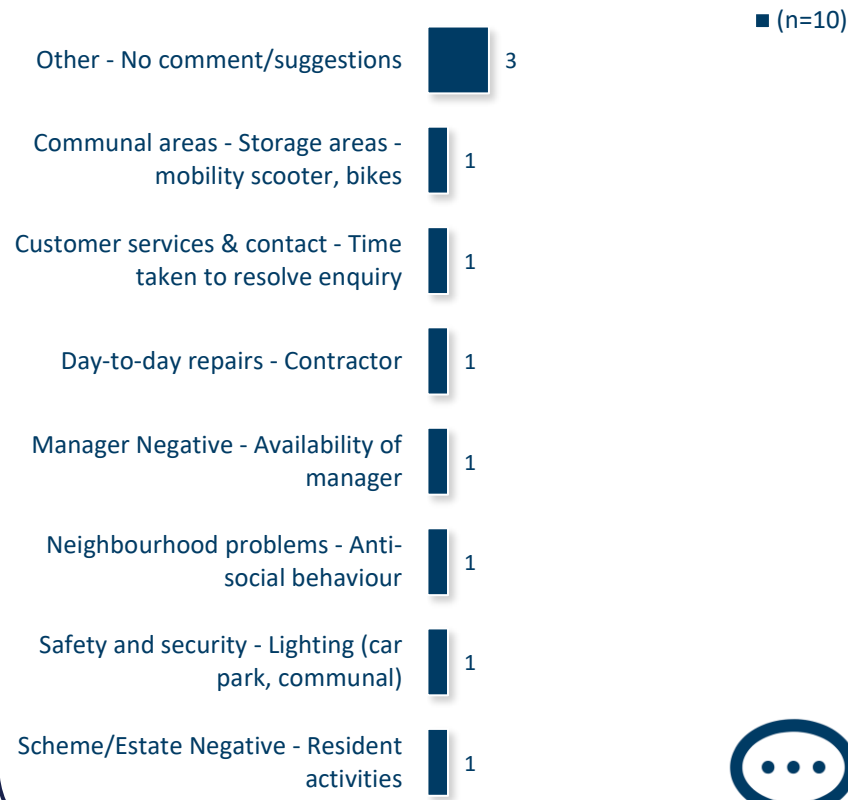 (n=10)
Other - No comment/suggestions 3
Communal areas - Storage areas -
mobility scooter, bikes 1
Customer services & contact - Time
taken to resolve enquiry 1
Day-to-day repairs - Contractor 1
Manager Negative - Availability of
manager 1
Neighbourhood problems - Anti-
social behaviour 1
Safety and security - Lighting (car
park, communal) 1
Scheme/Estate Negative - Resident
activities 1